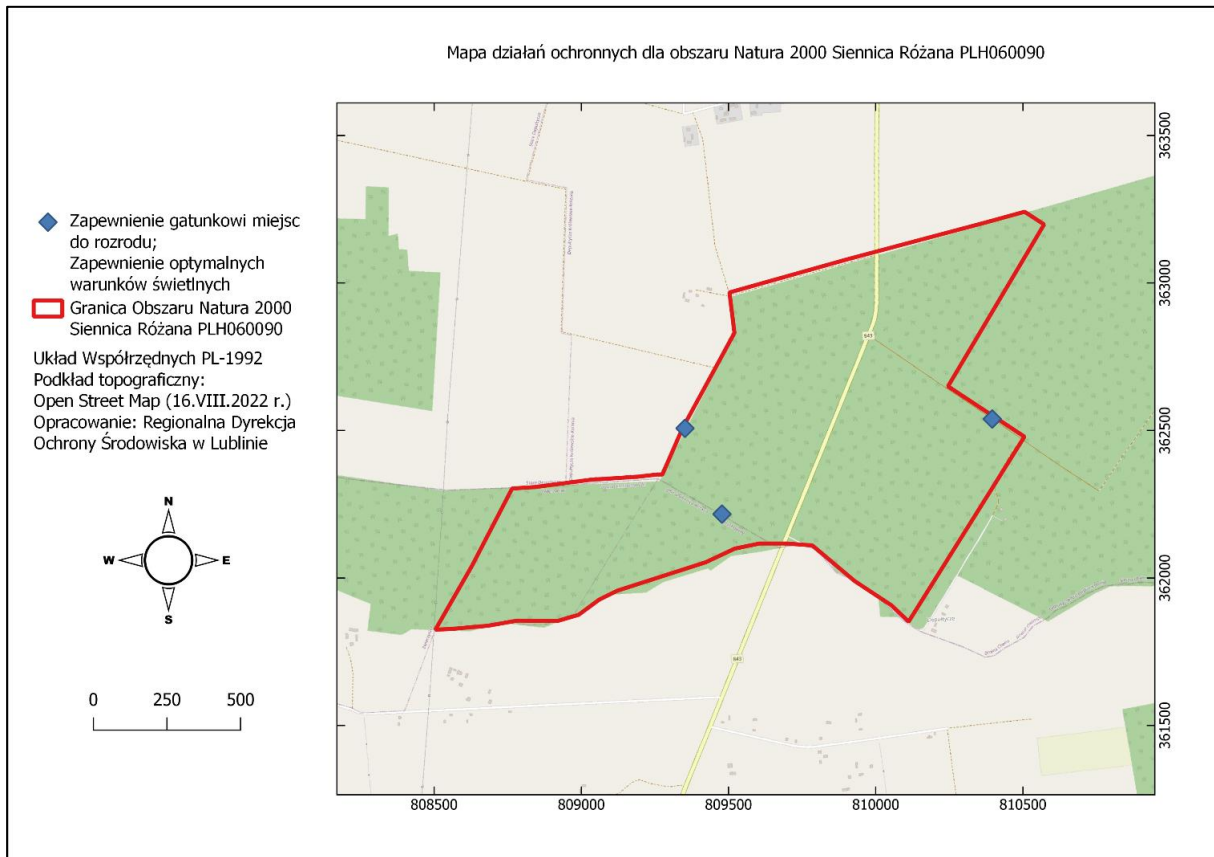 Mapa działań ochronnych dla obszaru Natura 2000 Siennica Różana PLH060090
Zapewnienie gatunkowi miejsc
do rozrodu;
Zapewnienie optymalnych
warunków świetlnych
Granica Obszaru Natura 2000
Siennica Różana PLH060090
Układ Współrzędnych PL-1992
Podkład topograficzny:
Open Street Map (16.VIII.2022 r.)
Opracowanie: Regionalna Dyrekcja
Ochrony Środowiska w Lublinie
N
W
E
S
0
250
500
843
843
363500
363000
362500
362000
361500
808500
809000
809500
810000
810500